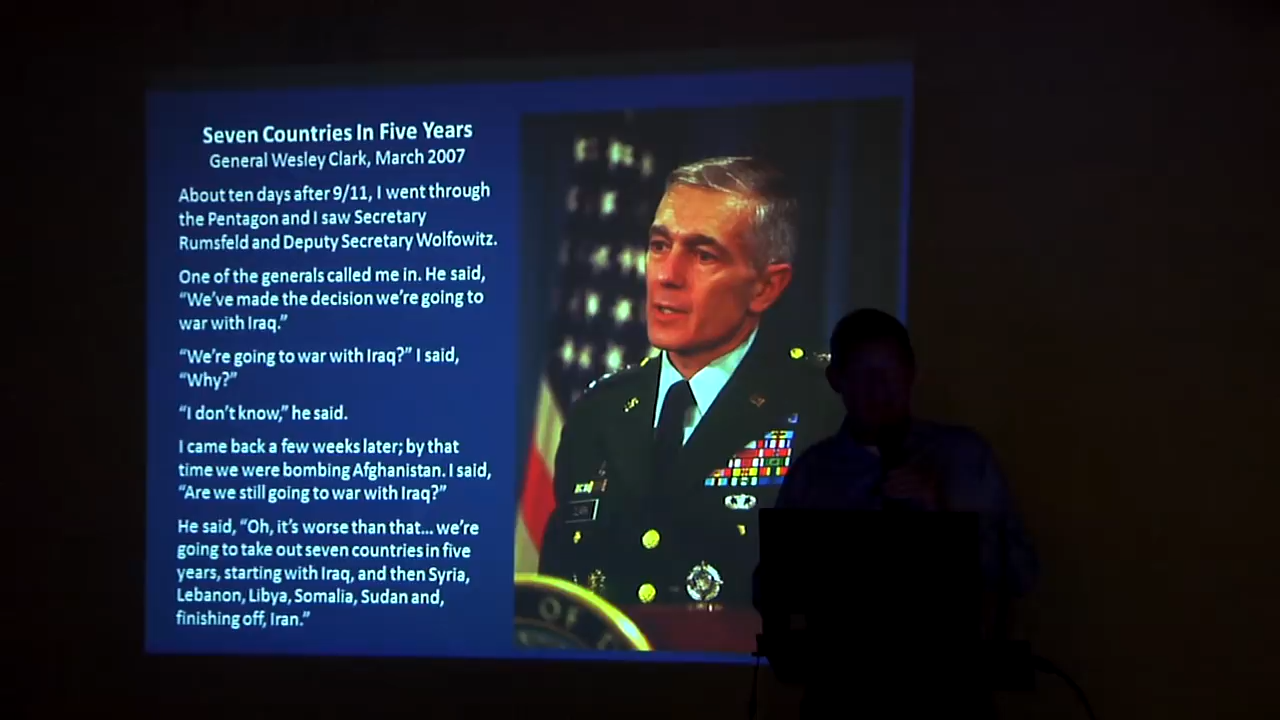 Seven Countries In Five Years
General Wesley Clark, March 2007
About ten days after 9/11, I went through
the Pentagon and I saw Secretary
Rumsfeld and Deputy Secretary Wolfowitz.
One of the generals called me in. He said,
“We’ve made the decision we’re going to
war with Iraq.”
“We’re going to war with Iraq?” I said,
“Why?”
“I don’t know,” he said.
I came back a few weeks later; by that
time we were bombing Afghanistan. I said,
“Are we still going to war with Iraq?”
He said, “Oh, it’s worse than that... we’re
going to take out seven countries in five
years, starting with Iraq, and then Syria,
Lebanon, Libya, Somalia, Sudan and,
finishing off, Iran.”